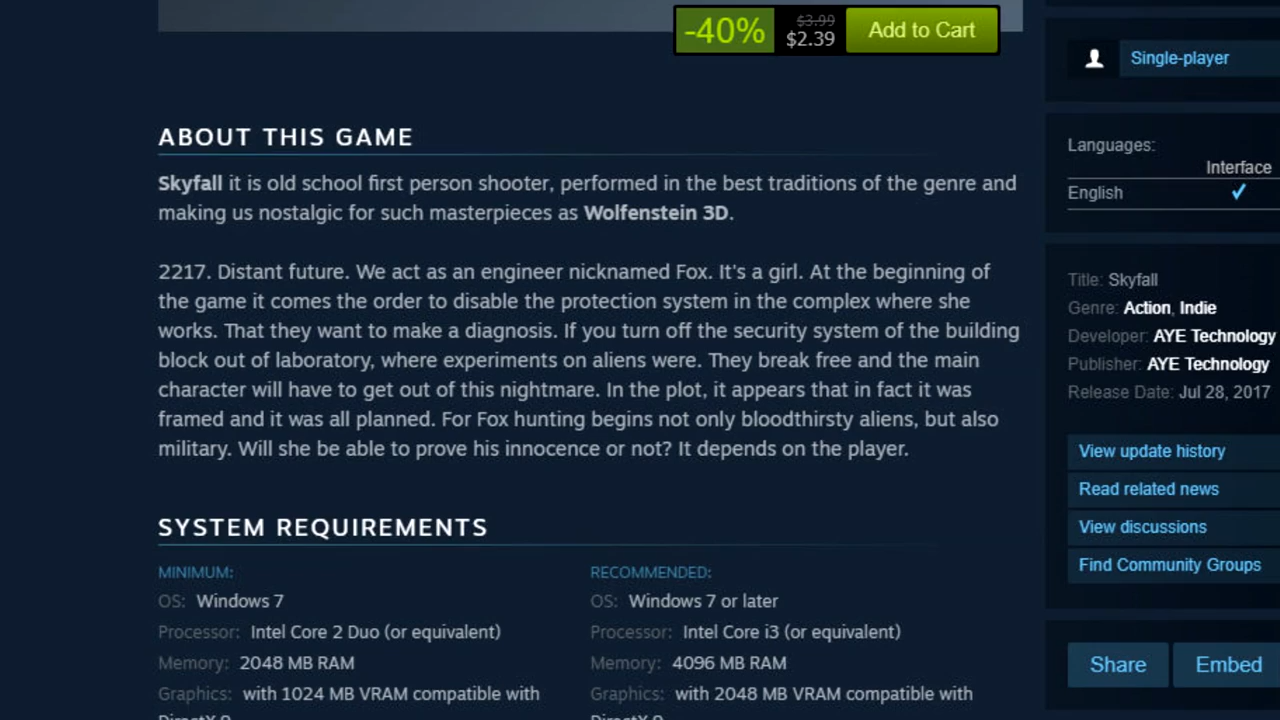 -40%
$3.99
$2.39
Add to Cart
ABOUT THIS GAME
Skyfall it is old school first person shooter, performed in the best traditions of the genre and
making us nostalgic for such masterpieces as Wolfenstein 3D.
2217. Distant future. We act as an engineer nicknamed Fox. It's a girl. At the beginning of
the game it comes the order to disable the protection system in the complex where she
works. That they want to make a diagnosis. If you turn off the security system of the building
block out of laboratory, where experiments on aliens were. They break free and the main
character will have to get out of this nightmare. In the plot, it appears that in fact it was
framed and it was all planned. For Fox hunting begins not only bloodthirsty aliens, but also
military. Will she be able to prove his innocence or not? It depends on the player.
SYSTEM REQUIREMENTS
MINIMUM:
OS: Windows 7
Processor: Intel Core 2 Duo (or equivalent)
Memory: 2048 MB RAM
Graphics: with 1024 MB VRAM compatible with
DirectX 9
RECOMMENDED:
OS: Windows 7 or later
Processor: Intel Core i3 (or equivalent)
Memory: 4096 MB RAM
Graphics: with 2048 MB VRAM compatible with
DirectX 9
Single-player
Languages:
Interface
English ✓
Title: Skyfall
Genre: Action, Indie
Developer: AYE Technology
Publisher: AYE Technology
Release Date: Jul 28, 2017
View update history
Read related news
View discussions
Find Community Groups
Share
Embed